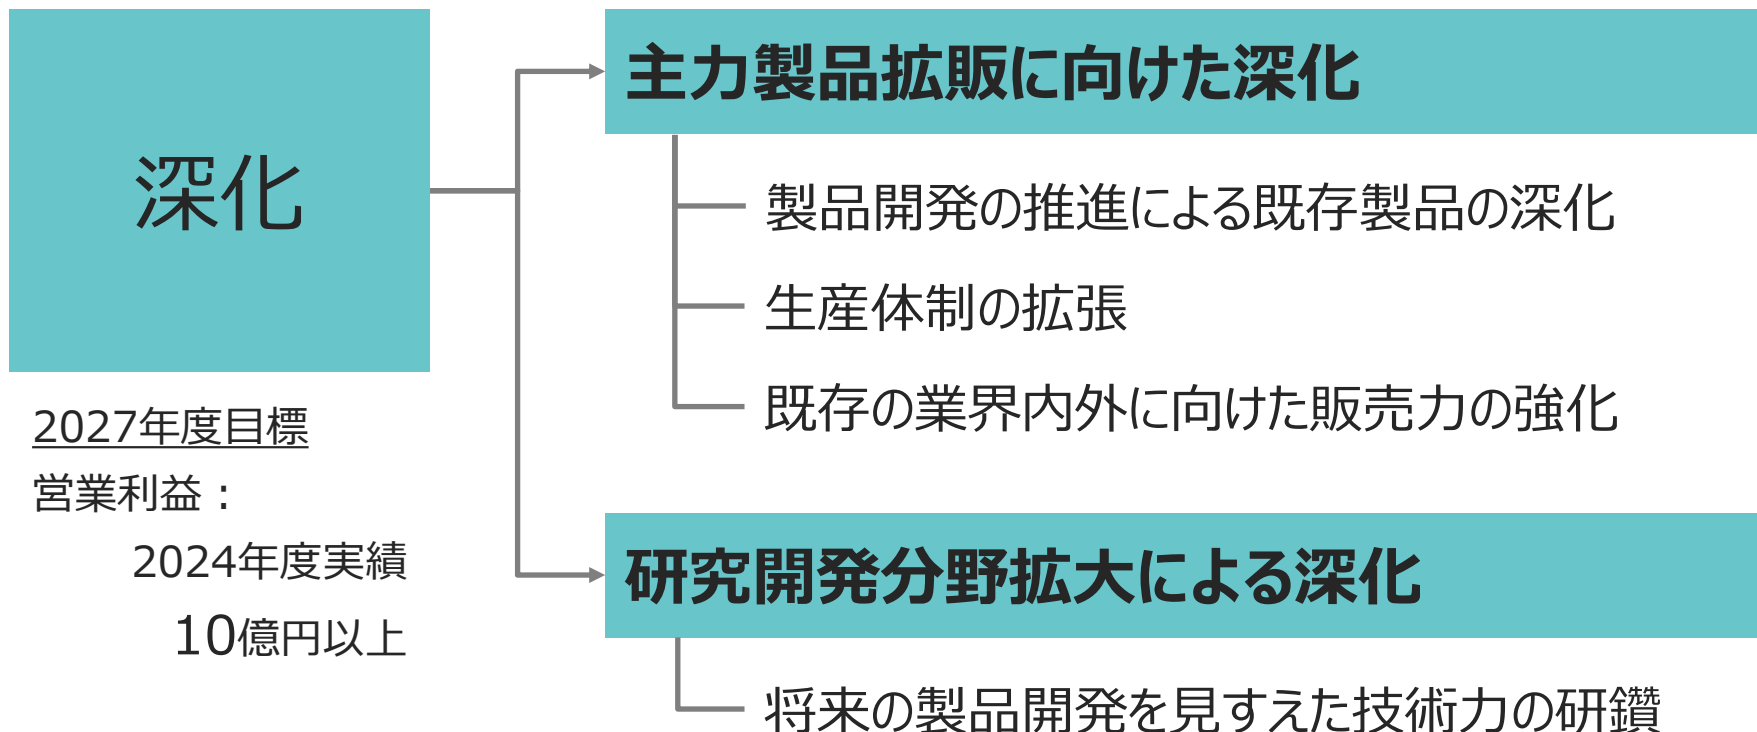 深化
2027年度目標
営業利益：
2024年度実績
10億円以上
主力製品拡販に向けた深化
製品開発の推進による既存製品の深化
生産体制の拡張
既存の業界内外に向けた販売力の強化
研究開発分野拡大による深化
将来の製品開発を見すえた技術力の研鑽